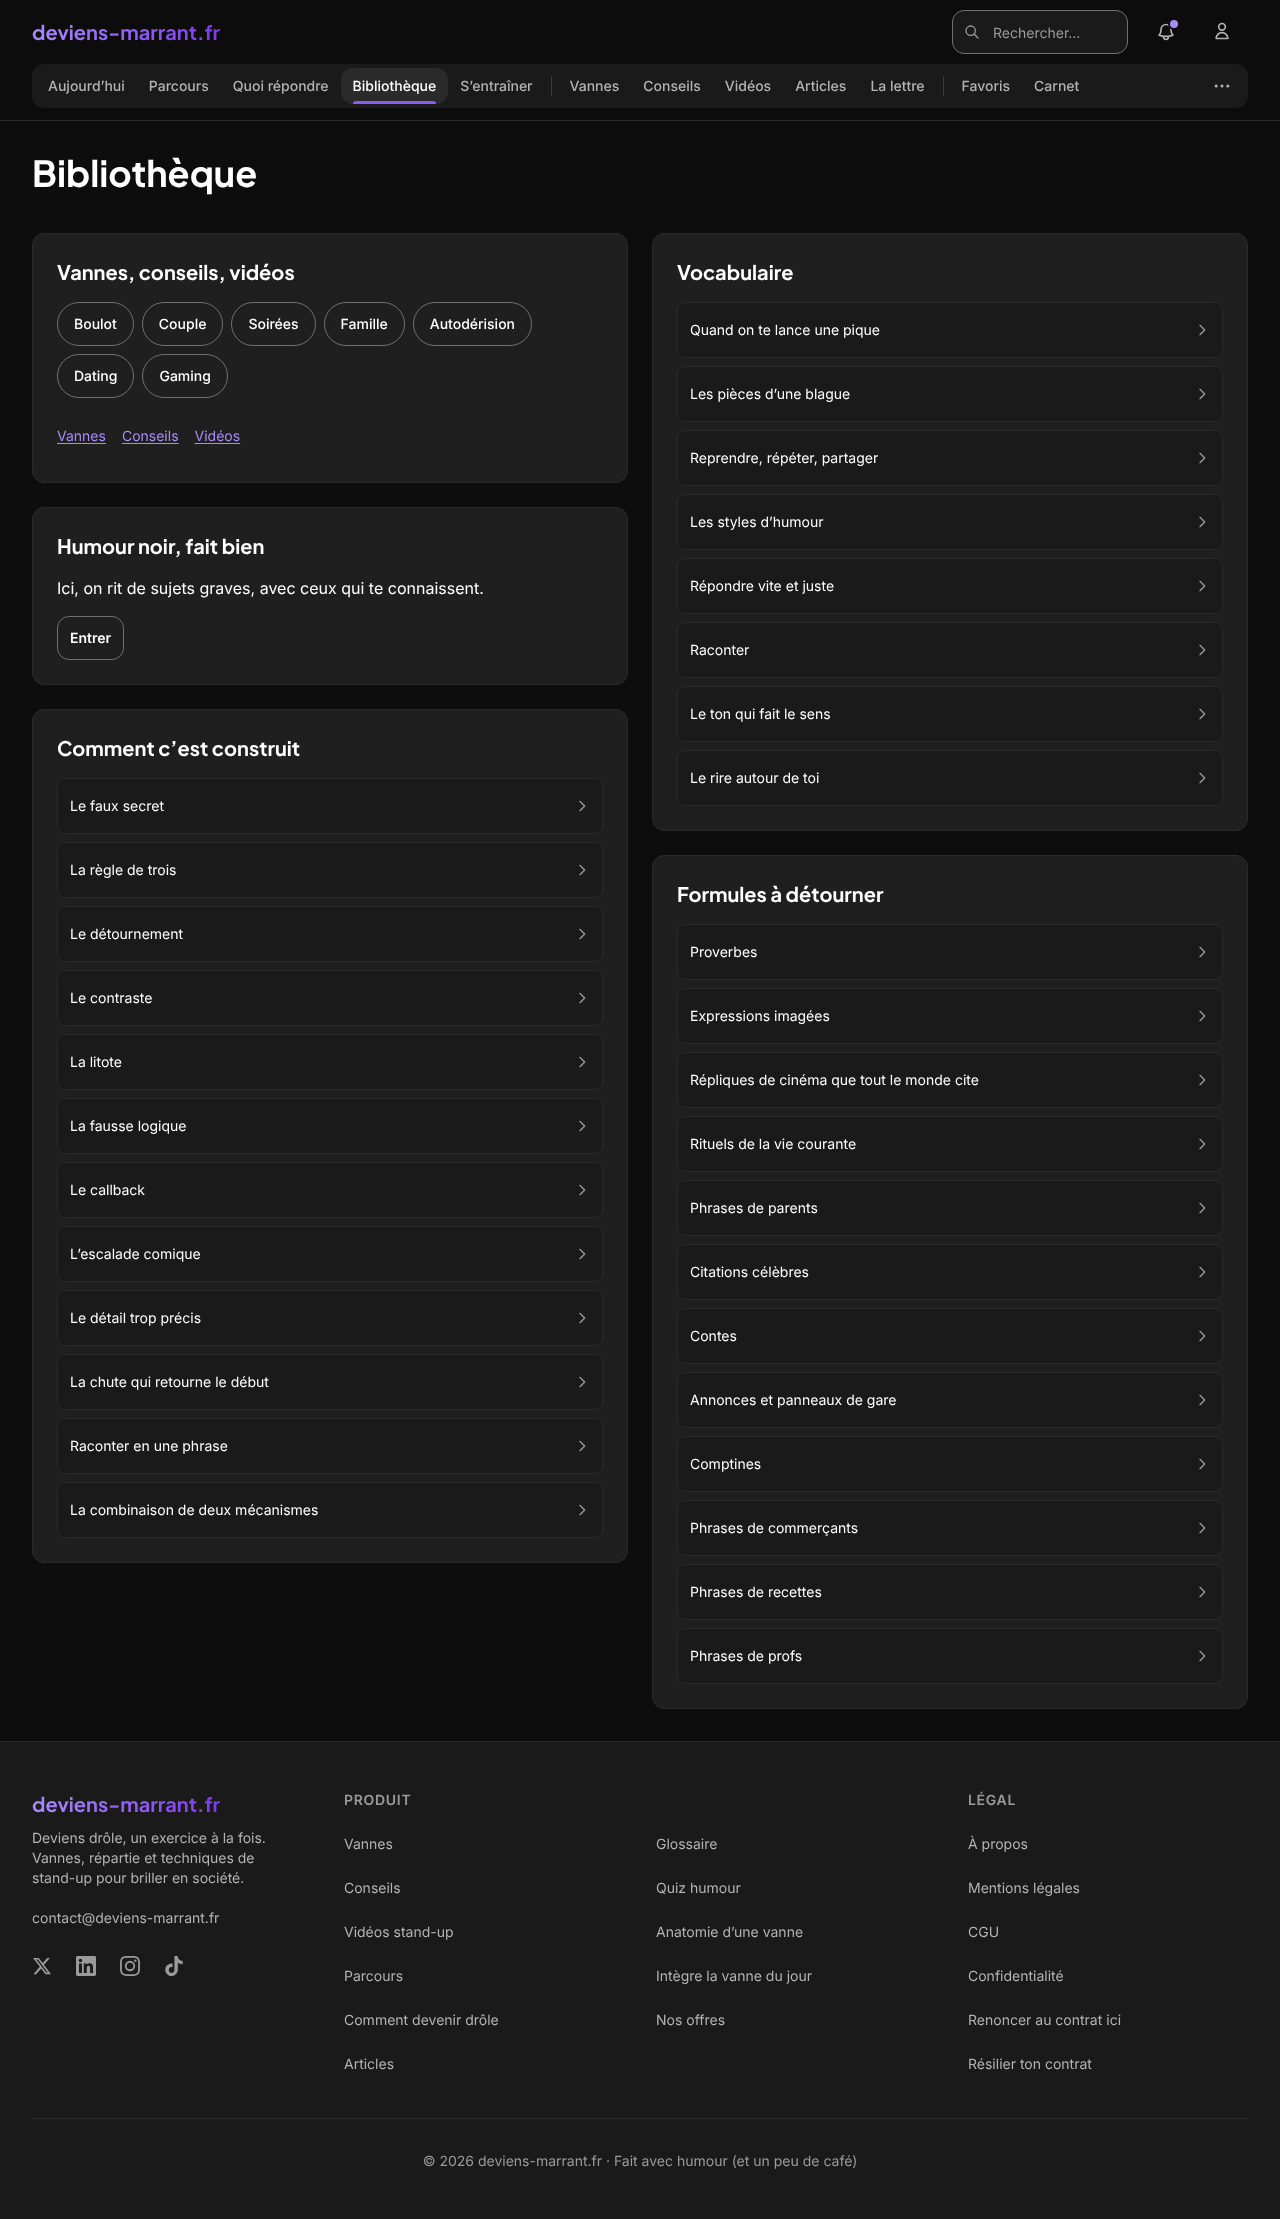 deviens-marrant.fr
Rechercher...
Aujourd’hui Parcours Quoi répondre Bibliothèque S’entraîner Vannes Conseils Vidéos Articles La lettre Favoris Carnet
Bibliothèque
Vannes, conseils, vidéos
Boulot Couple Soirées Famille Autodérision
Dating Gaming
Vannes Conseils Vidéos
Humour noir, fait bien
Ici, on rit de sujets graves, avec ceux qui te connaissent.
Entrer
Comment c’est construit
Le faux secret
La règle de trois
Le détournement
Le contraste
La litote
La fausse logique
Le callback
L’escalade comique
Le détail trop précis
La chute qui retourne le début
Raconter en une phrase
La combinaison de deux mécanismes
Vocabulaire
Quand on te lance une pique
Les pièces d’une blague
Reprendre, répéter, partager
Les styles d’humour
Répondre vite et juste
Raconter
Le ton qui fait le sens
Le rire autour de toi
Formules à détourner
Proverbes
Expressions imagées
Répliques de cinéma que tout le monde cite
Rituels de la vie courante
Phrases de parents
Citations célèbres
Contes
Annonces et panneaux de gare
Comptines
Phrases de commerçants
Phrases de recettes
Phrases de profs
deviens-marrant.fr
Deviens drôle, un exercice à la fois.
Vannes, répartie et techniques de
stand-up pour briller en société.
contact@deviens-marrant.fr
PRODUIT
Vannes
Conseils
Vidéos stand-up
Parcours
Comment devenir drôle
Articles
Glossaire
Quiz humour
Anatomie d’une vanne
Intègre la vanne du jour
Nos offres
LÉGAL
À propos
Mentions légales
CGU
Confidentialité
Renoncer au contrat ici
Résilier ton contrat
© 2026 deviens-marrant.fr · Fait avec humour (et un peu de café)